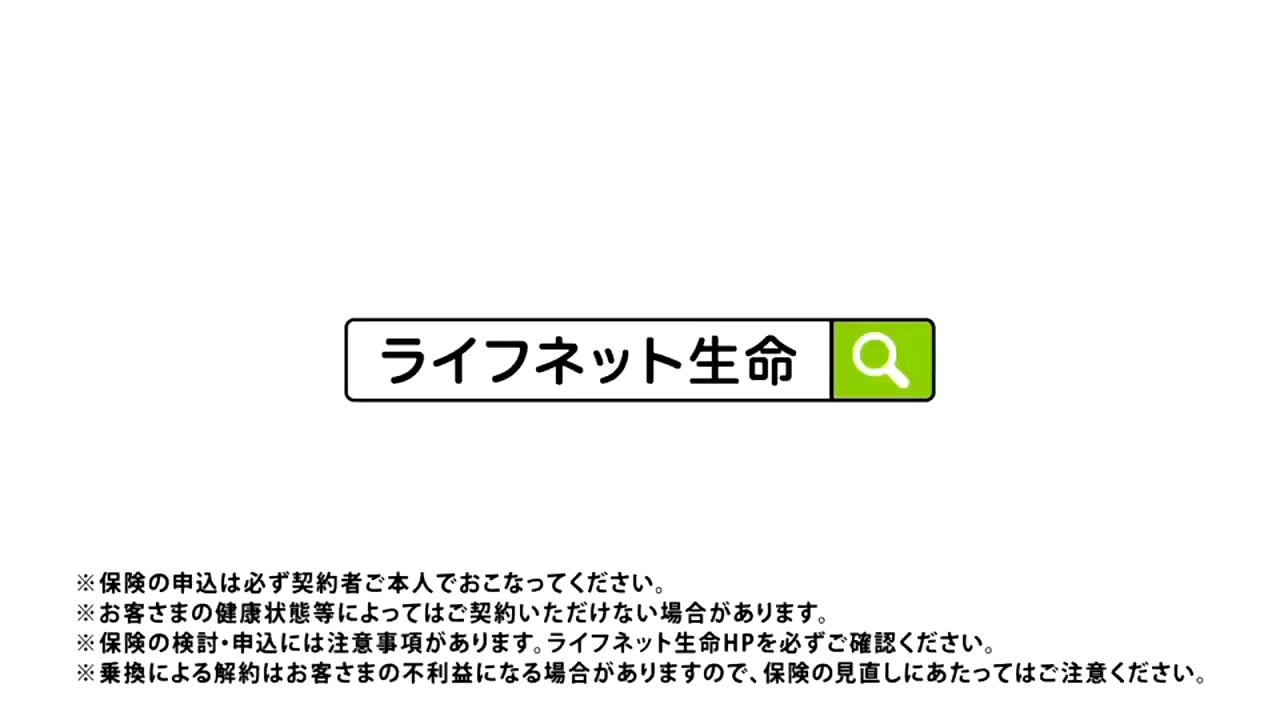 ライフネット生命
※保険の申込は必ず契約者ご本人でおこなってください。
※お客さまの健康状態等によってはご契約いただけない場合があります。
※保険の検討・申込には注意事項があります。ライフネット生命HPを必ずご確認ください。
※乗換による解約はお客さまの不利益になる場合がありますので、保険の見直しにあたってはご注意ください。